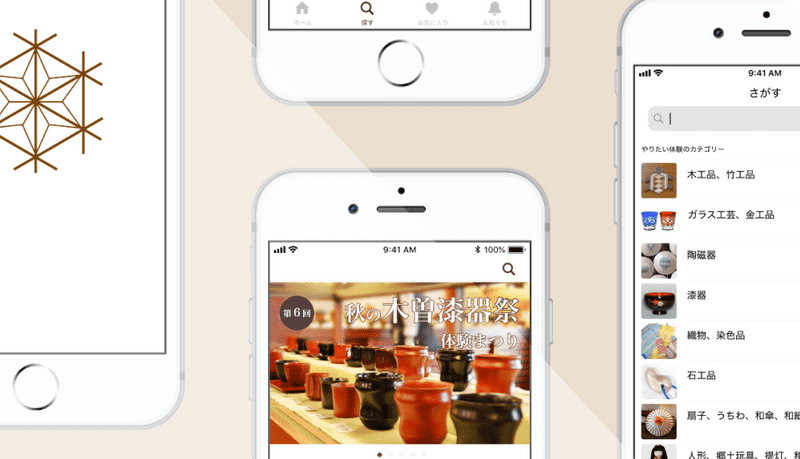 ホーム
探す
お気に入り
お知らせ
9:41 AM
100%
第6回
秋の木曽漆器祭
体験まつり
9:41 AM
さがす
やりたい体験のカテゴリー
木工品、竹工品
ガラス工芸、金工品
陶磁器
漆器
織物、染色品
石工品
扇子、うちわ、和傘、和紙
人形、郷土玩具、提灯、和